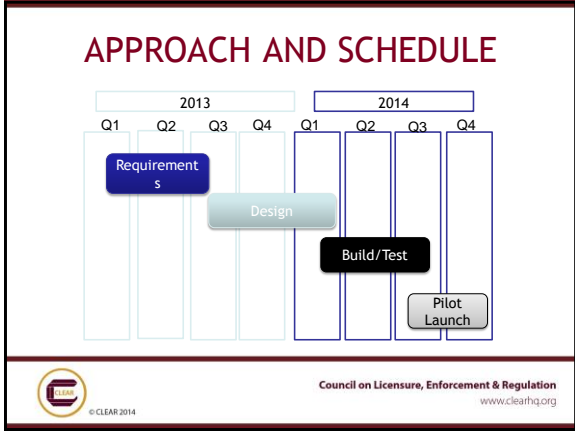 APPROACH AND SCHEDULE
2013
2014
Q1 Q2 Q3 Q4 Q1 Q2 Q3 Q4
Requirement
s
Design
Build/Test
Pilot
Launch
CLEAR
© CLEAR 2014
Council on Licensure, Enforcement & Regulation
www.clearhq.org